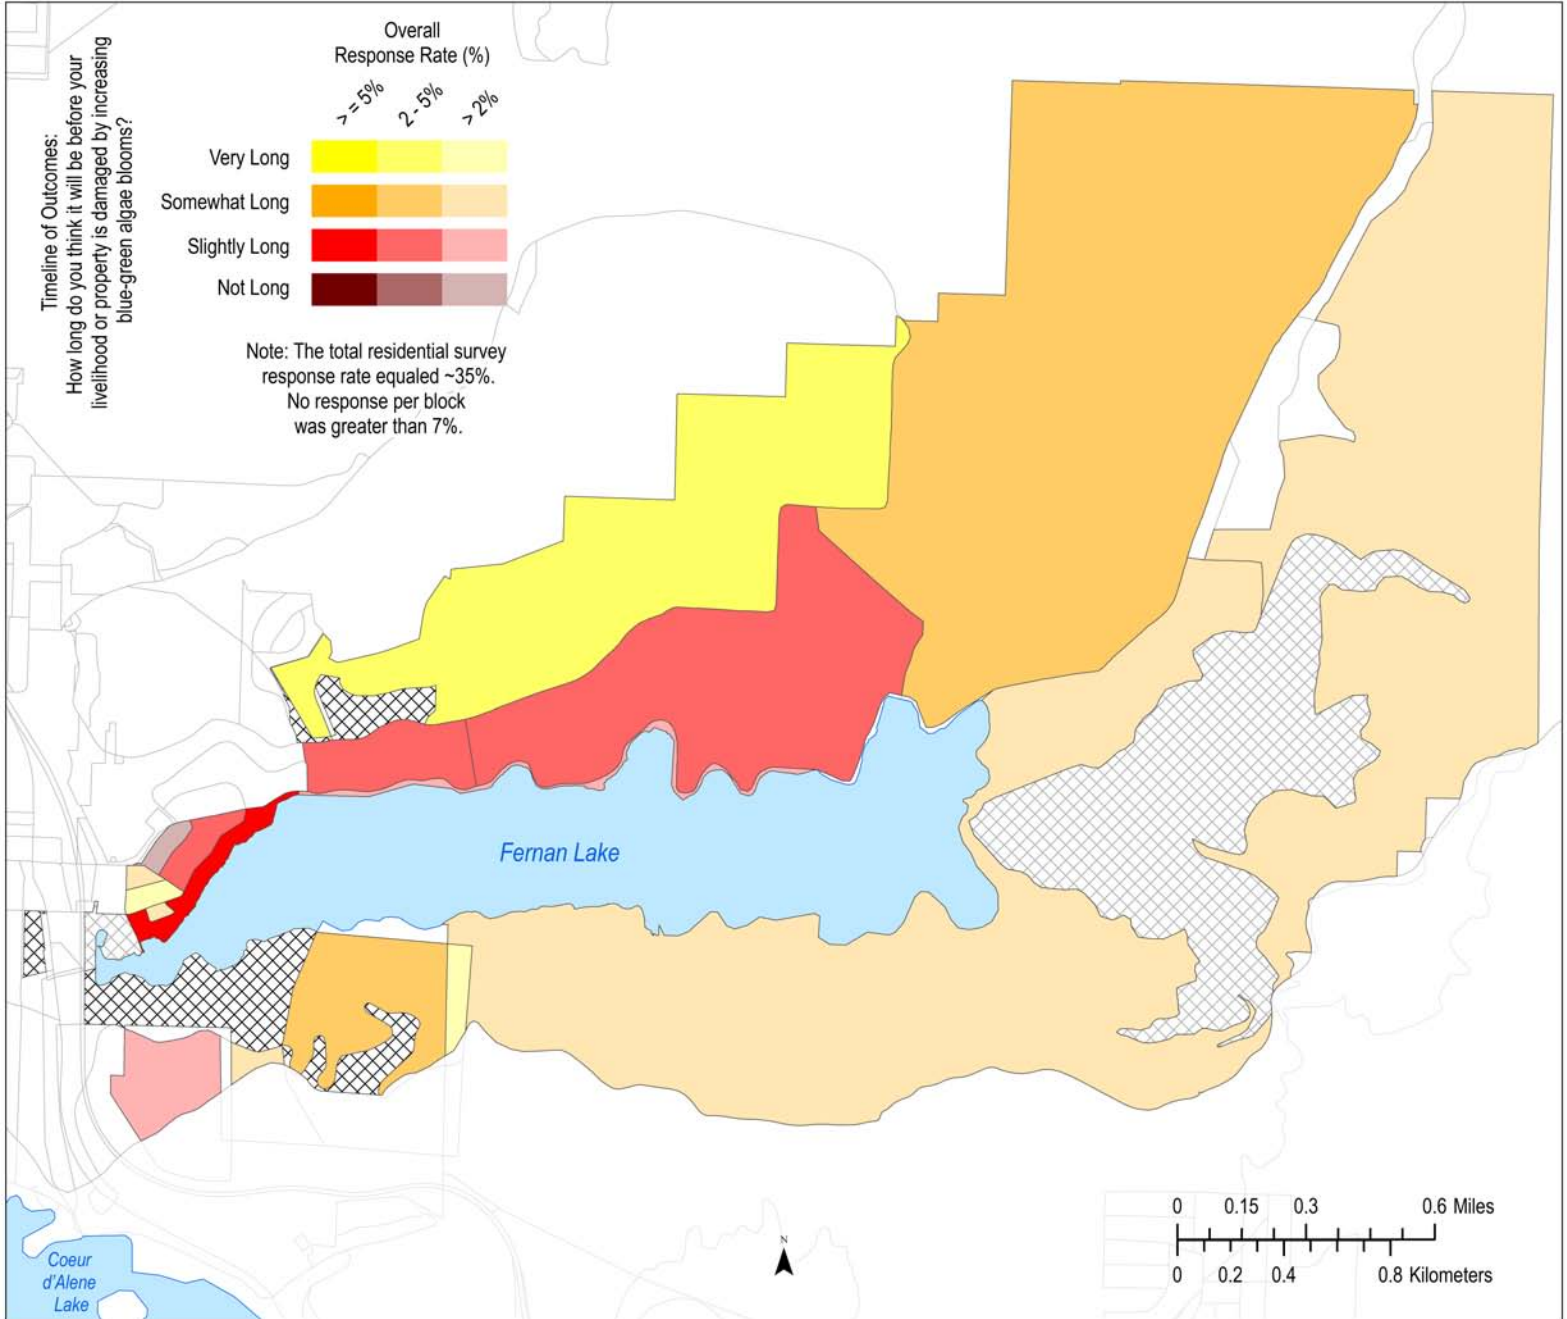 Timeline of Outcomes:
How long do you think it will be before your
livelihood or property is damaged by increasing
blue-green algae blooms?
Overall
Response Rate (%)
> = 5%
2 - 5%
> 2%
Very Long
Somewhat Long
Slightly Long
Not Long
Note: The total residential survey
response rate equaled ~35%.
No response per block
was greater than 7%.
Fernan Lake
Coeur
d'Alene
Lake
N
0 0.15 0.3 0.6 Miles
0 0.2 0.4 0.8 Kilometers